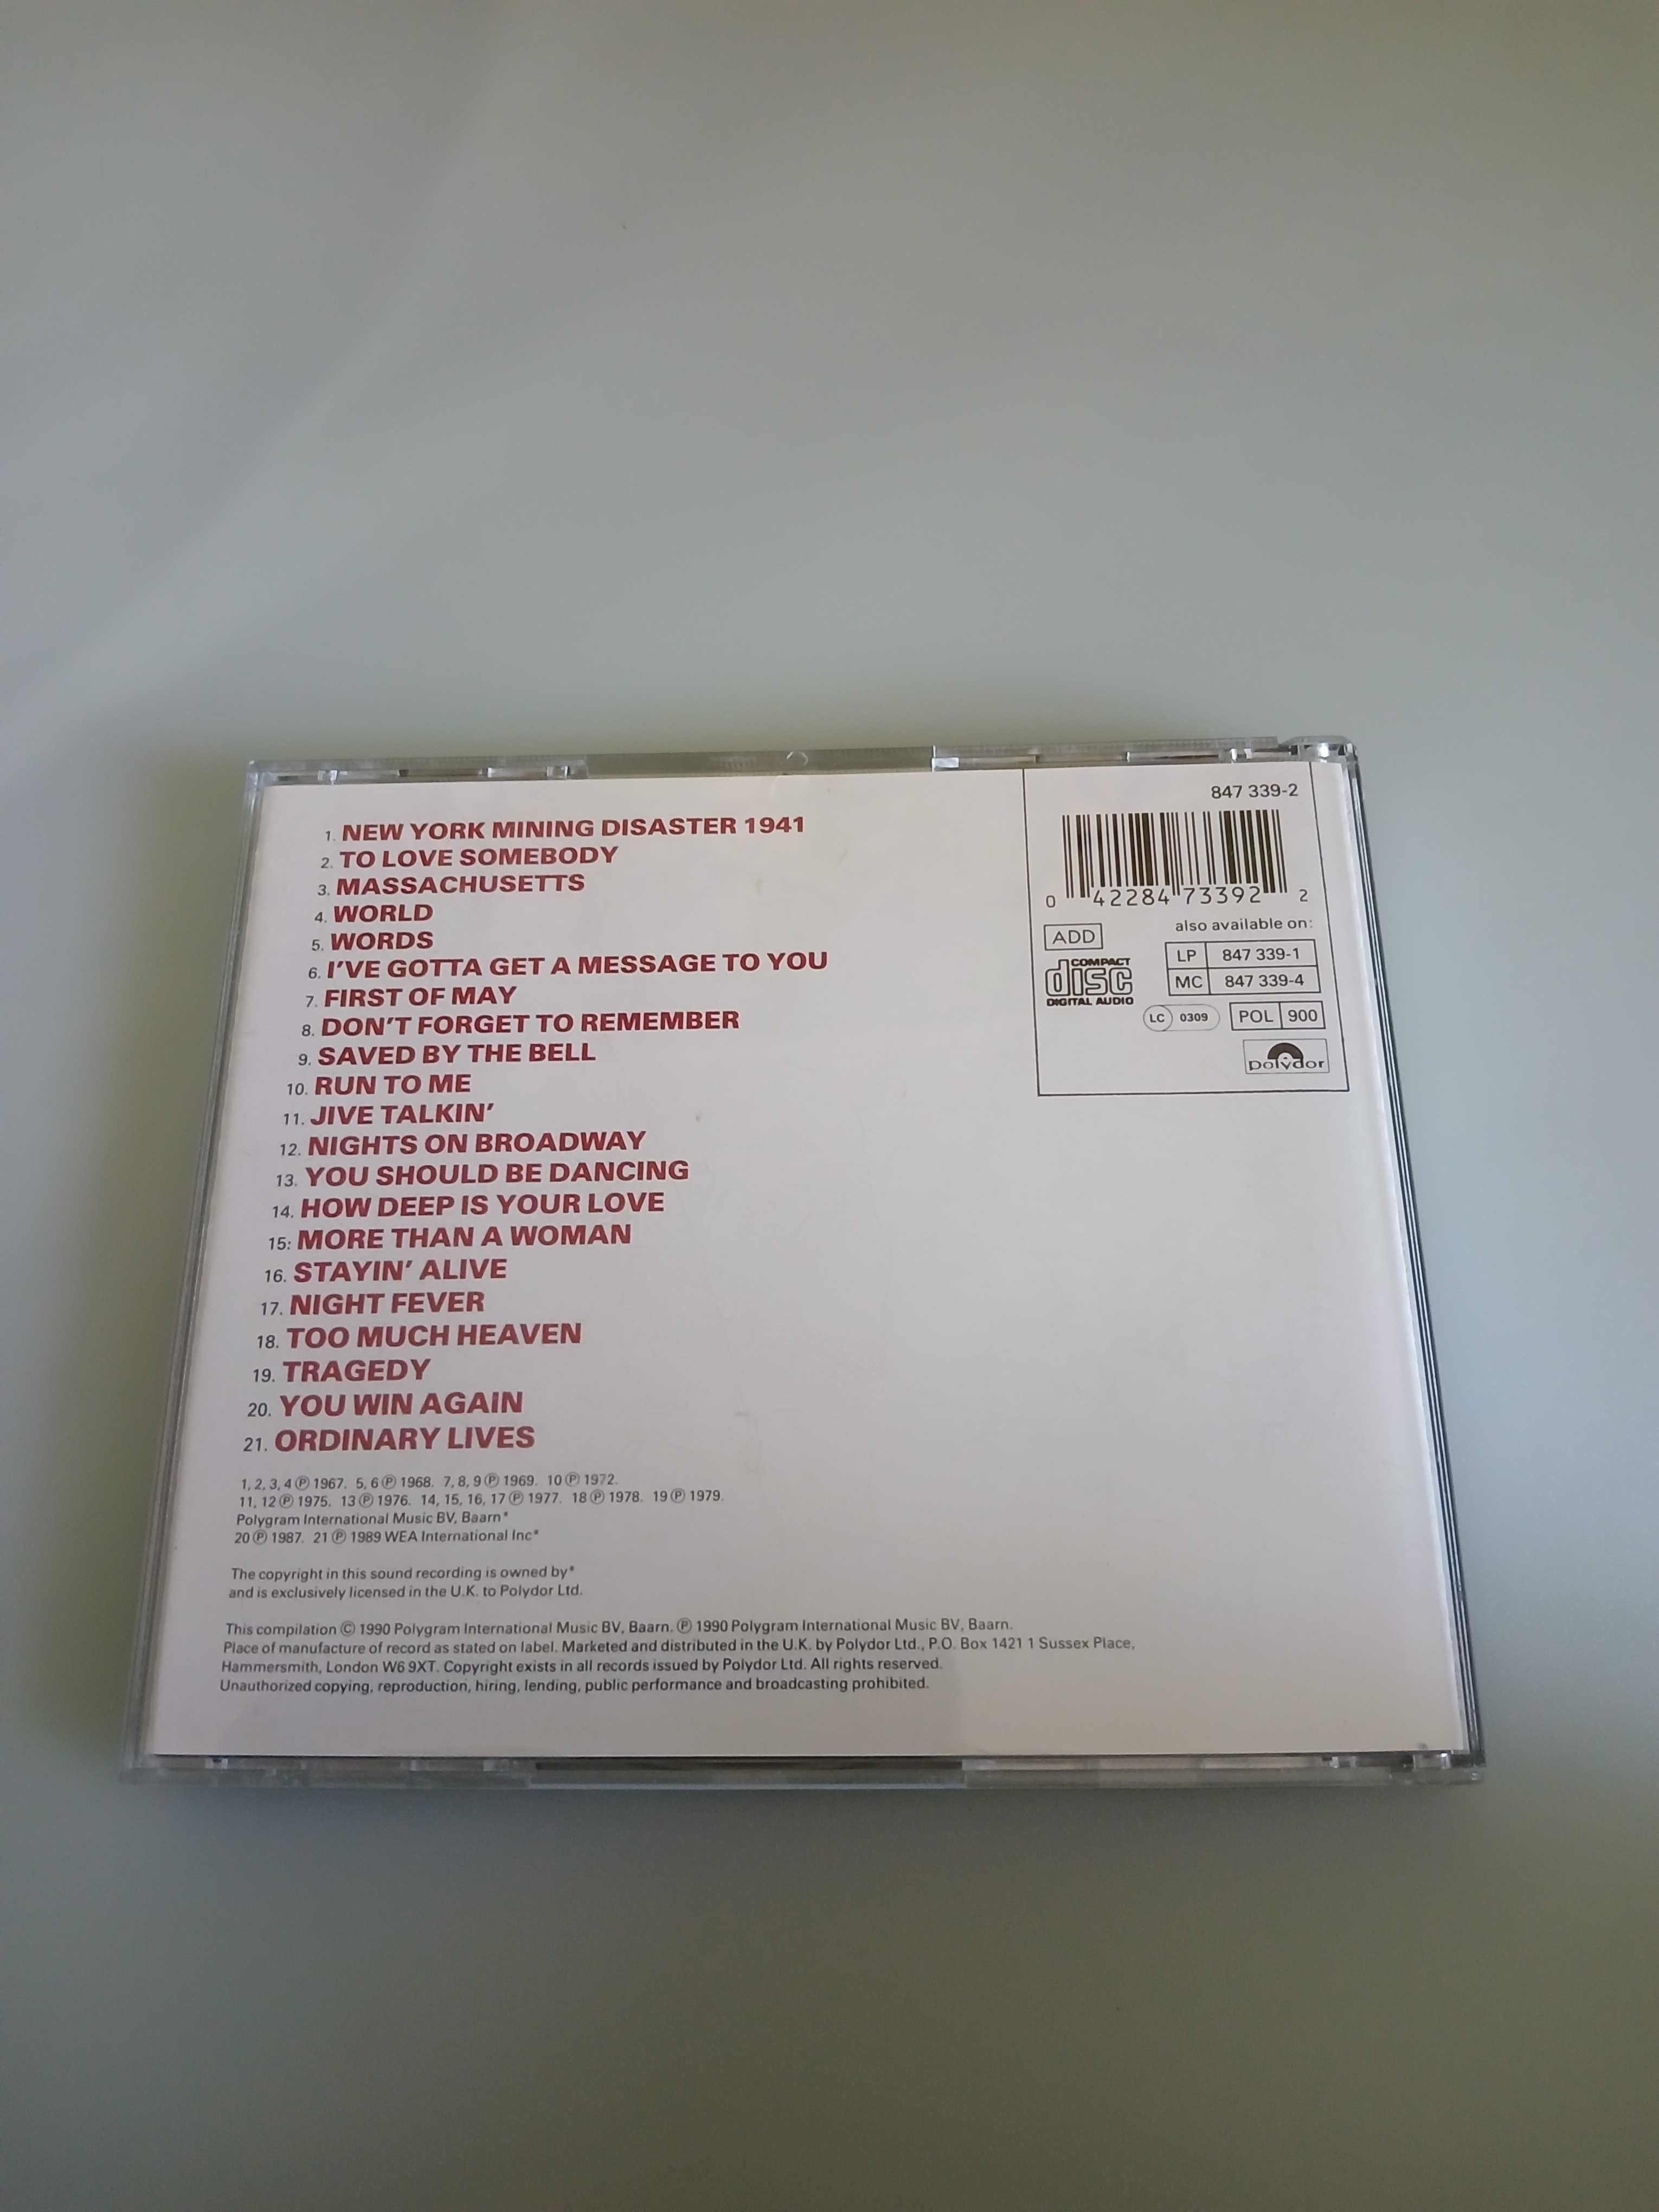 1. NEW YORK MINING DISASTER 1941
2. TO LOVE SOMEBODY
3. MASSACHUSETTS
4. WORLD
5. WORDS
6. I'VE GOTTA GET A MESSAGE TO YOU
7. FIRST OF MAY
8. DON'T FORGET TO REMEMBER
9. SAVED BY THE BELL
10. RUN TO ME
11. JIVE TALKIN'
12. NIGHTS ON BROADWAY
13. YOU SHOULD BE DANCING
14. HOW DEEP IS YOUR LOVE
15: MORE THAN A WOMAN
16. STAYIN' ALIVE
17. NIGHT FEVER
18. TOO MUCH HEAVEN
19. TRAGEDY
20. YOU WIN AGAIN
21. ORDINARY LIVES
1, 2, 3, 4 Ⓟ 1967. 5, 6 Ⓟ 1968. 7, 8, 9 Ⓟ 1969. 10 Ⓟ 1972.
11, 12 Ⓟ 1975. 13 Ⓟ 1976. 14, 15, 16, 17 Ⓟ 1977. 18 Ⓟ 1978. 19 Ⓟ 1979.
Polygram International Music BV, Baarn*
20 Ⓟ 1987. 21 Ⓟ 1989 WEA International Inc*
The copyright in this sound recording is owned by*
and is exclusively licensed in the U.K. to Polydor Ltd.
This compilation © 1990 Polygram International Music BV, Baarn. Ⓟ 1990 Polygram International Music BV, Baarn.
Place of manufacture of record as stated on label. Marketed and distributed in the U.K. by Polydor Ltd., P.O. Box 1421 1 Sussex Place,
Hammersmith, London W6 9XT. Copyright exists in all records issued by Polydor Ltd. All rights reserved.
Unauthorized copying, reproduction, hiring, lending, public performance and broadcasting prohibited.
847 339-2
0 42284 73392 2
also available on:
ADD
LP 847 339-1
MC 847 339-4
COMPACT
disc
DIGITAL AUDIO
LC 0309
POL 900
polydor